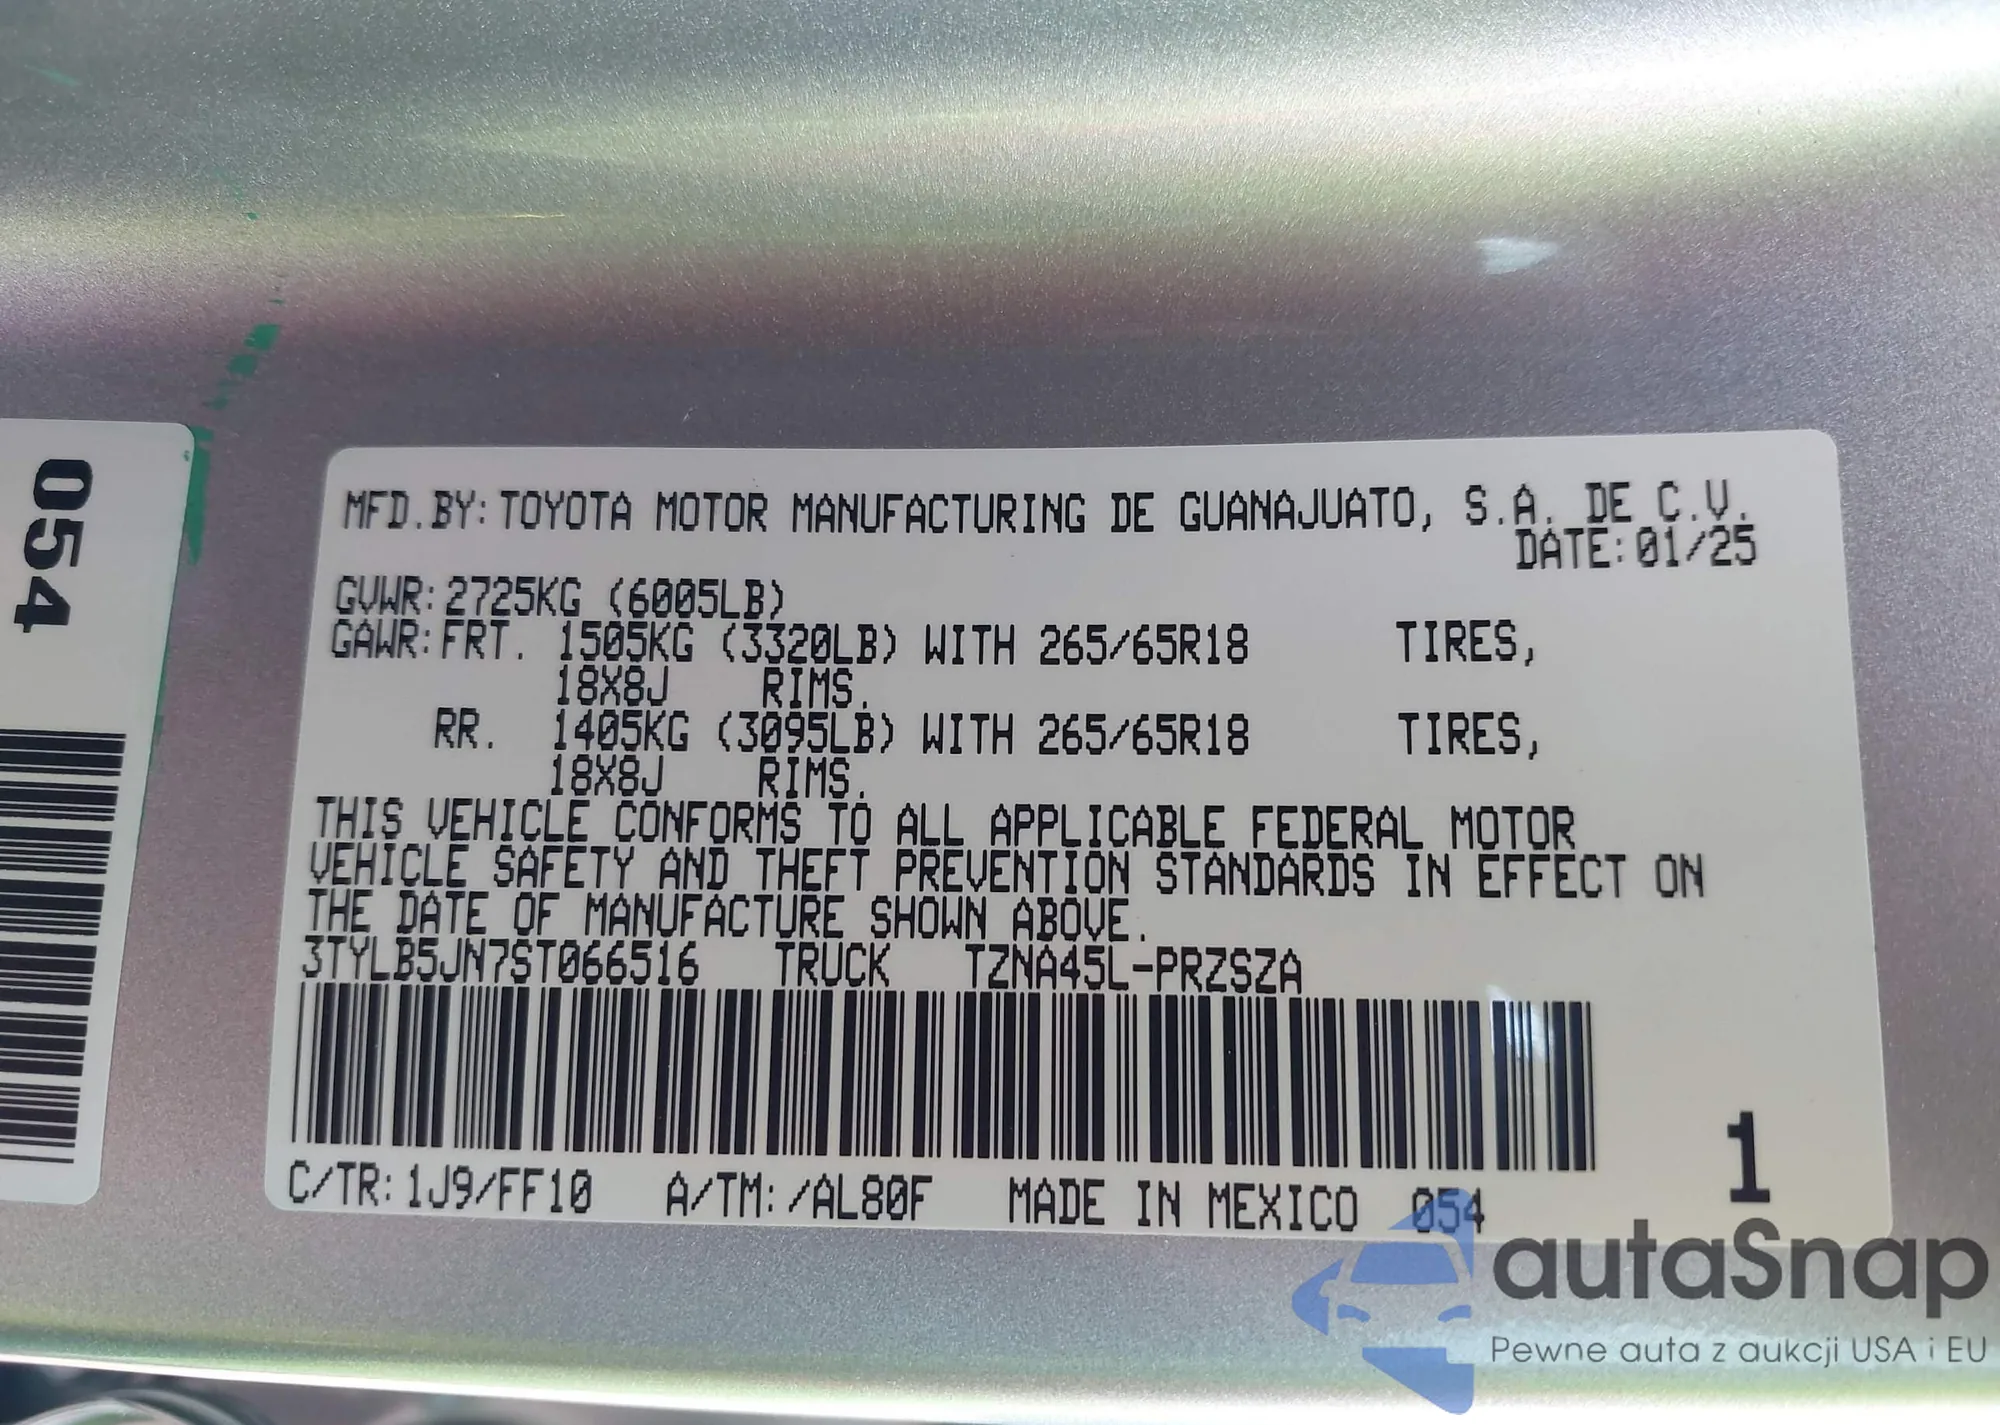 054
MFD.BY: TOYOTA MOTOR MANUFACTURING DE GUANAJUATO, S.A. DE C.V.
DATE: 01/25
GVWR: 2725KG (6005LB)
GAWR: FRT. 1505KG (3320LB) WITH 265/65R18 TIRES,
18X8J RIMS.
RR. 1405KG (3095LB) WITH 265/65R18 TIRES,
18X8J RIMS.
THIS VEHICLE CONFORMS TO ALL APPLICABLE FEDERAL MOTOR
VEHICLE SAFETY AND THEFT PREVENTION STANDARDS IN EFFECT ON
THE DATE OF MANUFACTURE SHOWN ABOVE.
3TYLB5JN7ST066516 TRUCK TZNA45L-PRZSZA
1
C/TR: 1J9/FF10 A/TM: /AL80F MADE IN MEXICO 054
autaSnap
Pewne auta z aukcji USA i EU